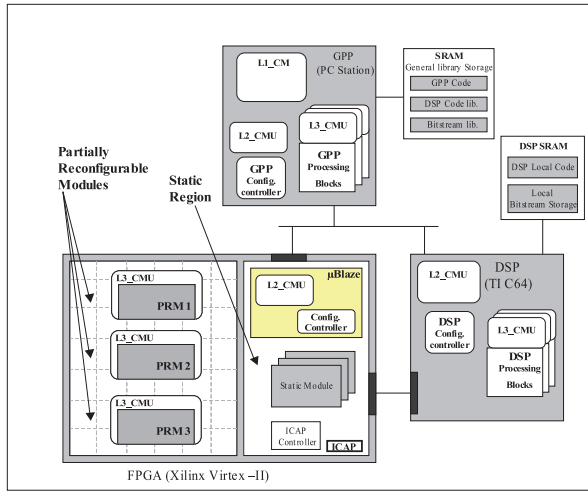 GPP
(PC Station)
L1_CM
L2_CMU
L3_CMU
GPP
Config.
controller
GPP
Processing
Blocks
SRAM
General library Storage
GPP Code
DSP Code lib.
Bitstream lib.
DSP SRAM
DSP Local Code
Local
Bitstream Storage
Partially
Reconfigurable
Modules
Static
Region
L3_CMU
PRM 1
L3_CMU
PRM 2
L3_CMU
PRM 3
µBlaze
L2_CMU
Config.
Controller
Static Module
ICAP
Controller
ICAP
DSP
(TI C64)
L2_CMU
DSP
Config.
controller
L3_CMU
DSP
Processing
Blocks
FPGA (Xilinx Virtex –II)